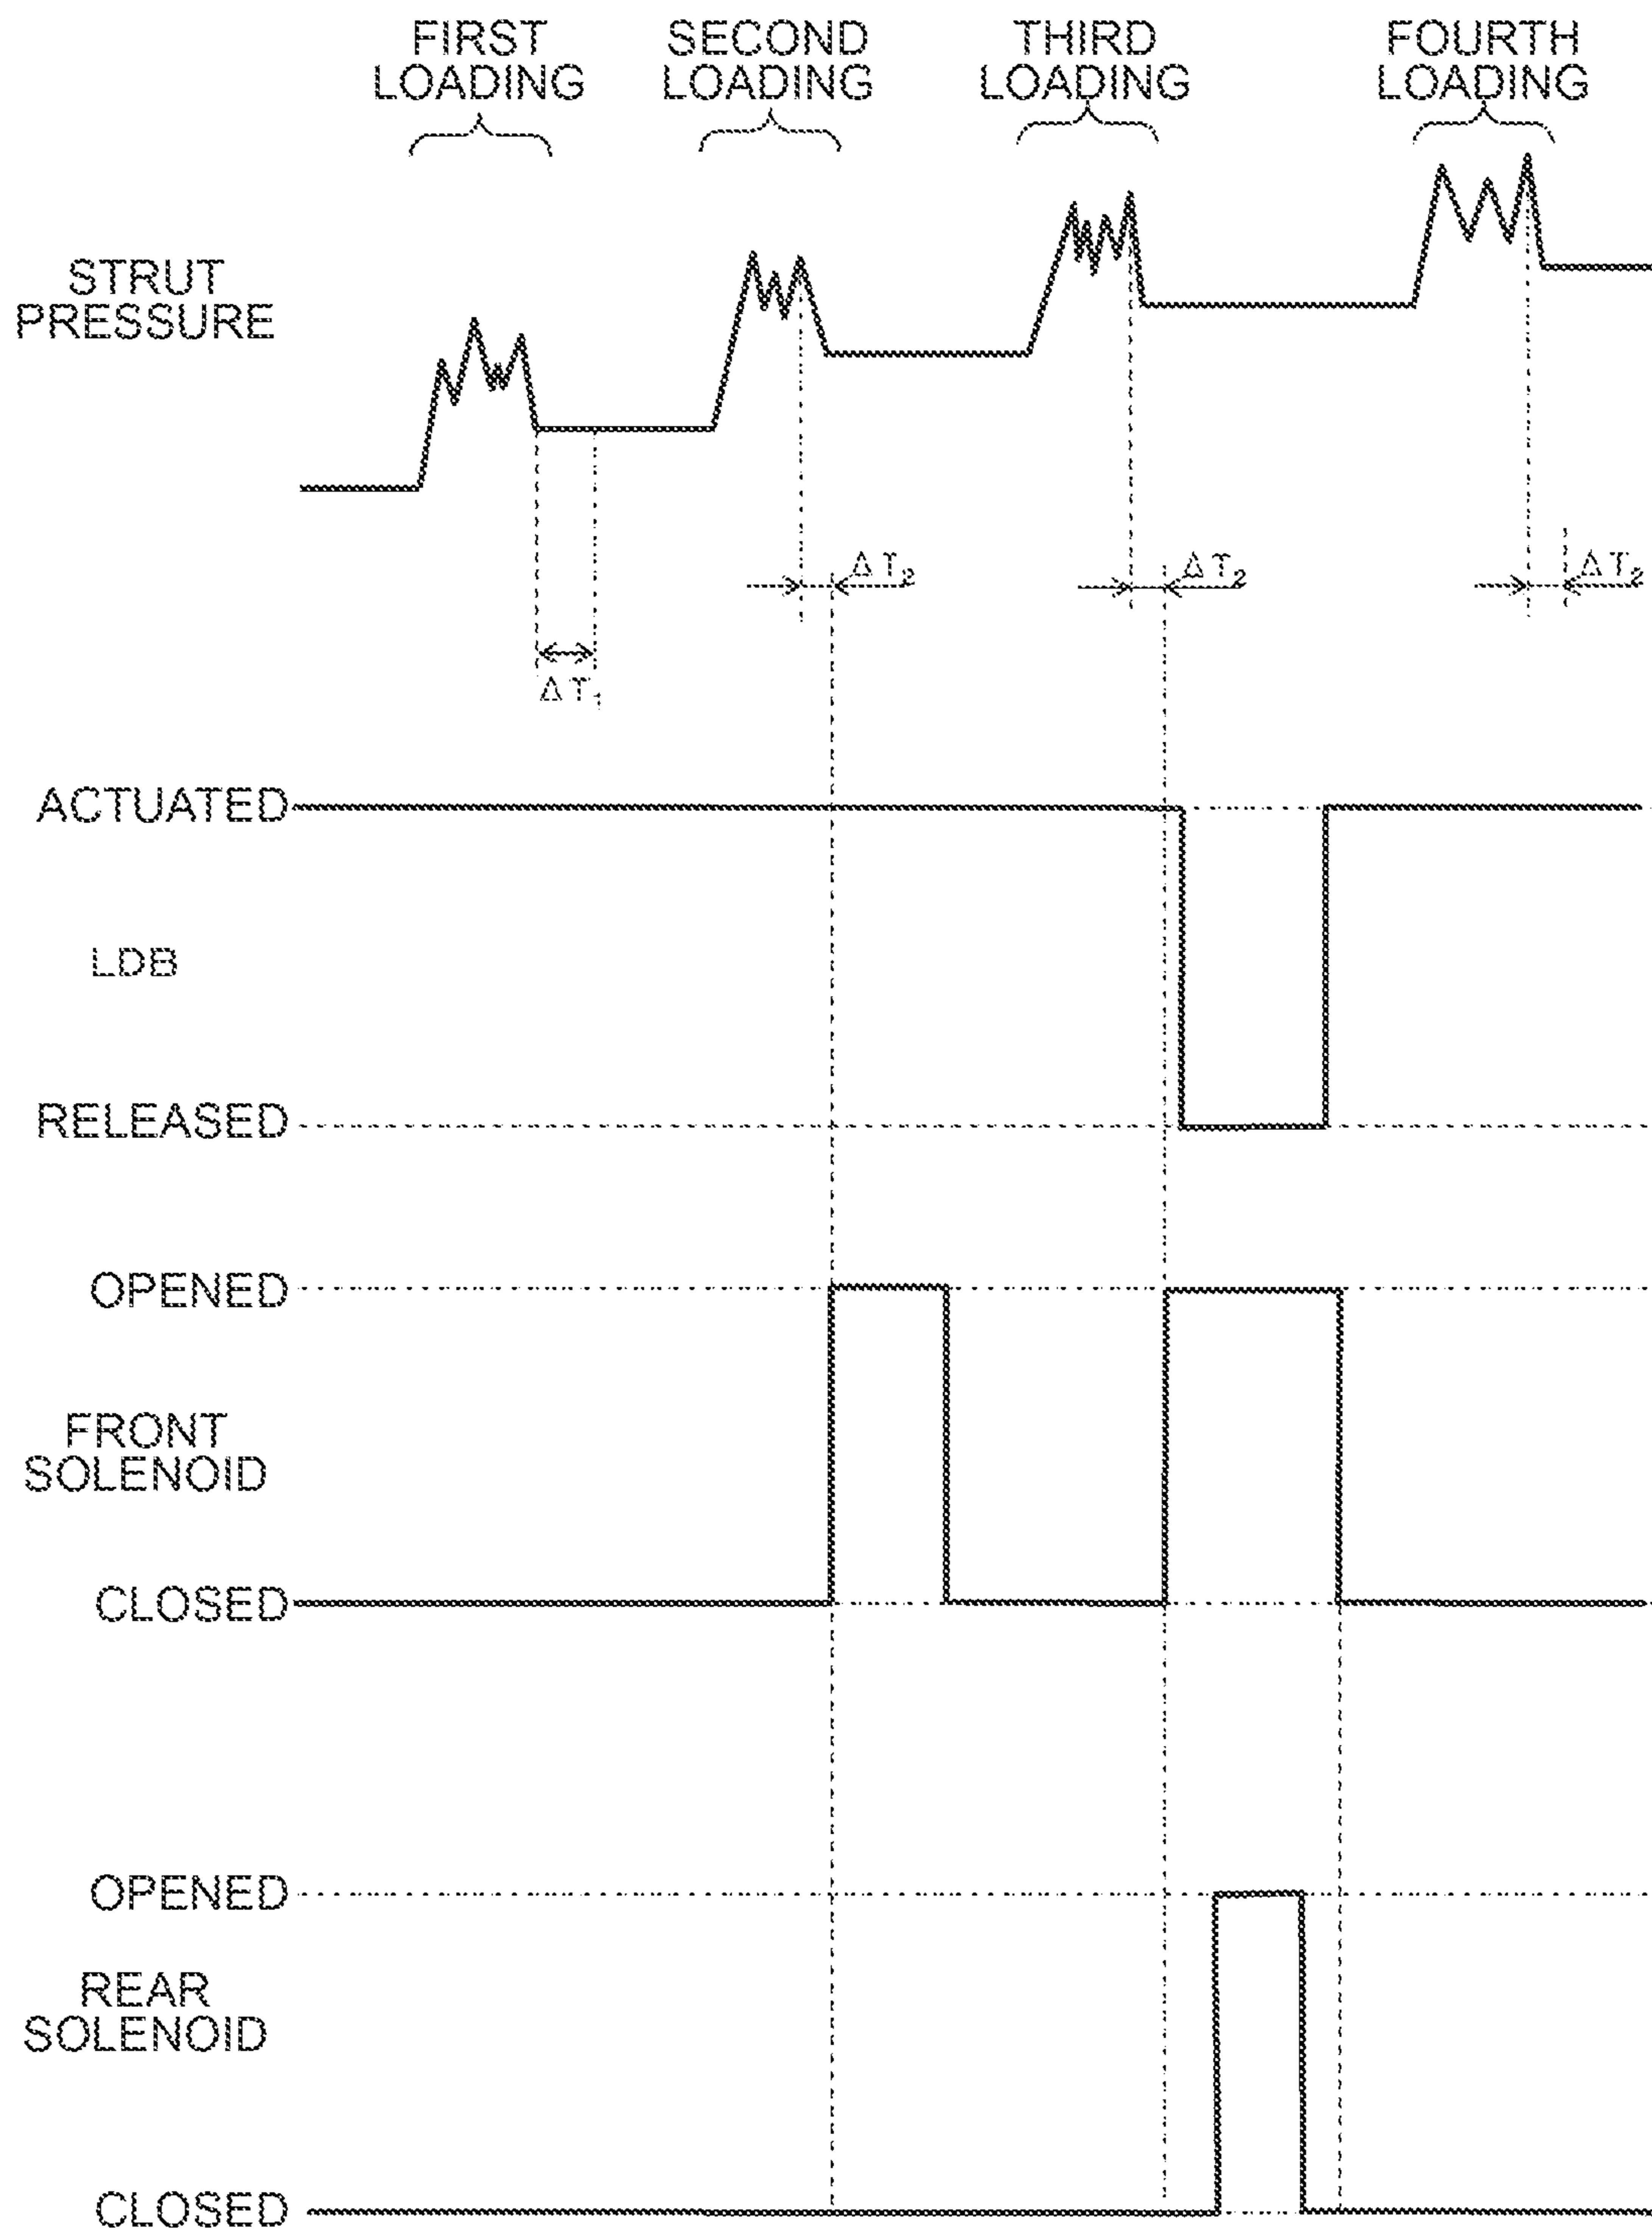 FIRST
LOADING
SECOND
LOADING
THIRD
LOADING
FOURTH
LOADING
STRUT
PRESSURE
ΔT₂
ΔT₂
ΔT₂
ΔT₁
ACTUATED
LDB
RELEASED
OPENED
FRONT
SOLENOID
CLOSED
OPENED
REAR
SOLENOID
CLOSED